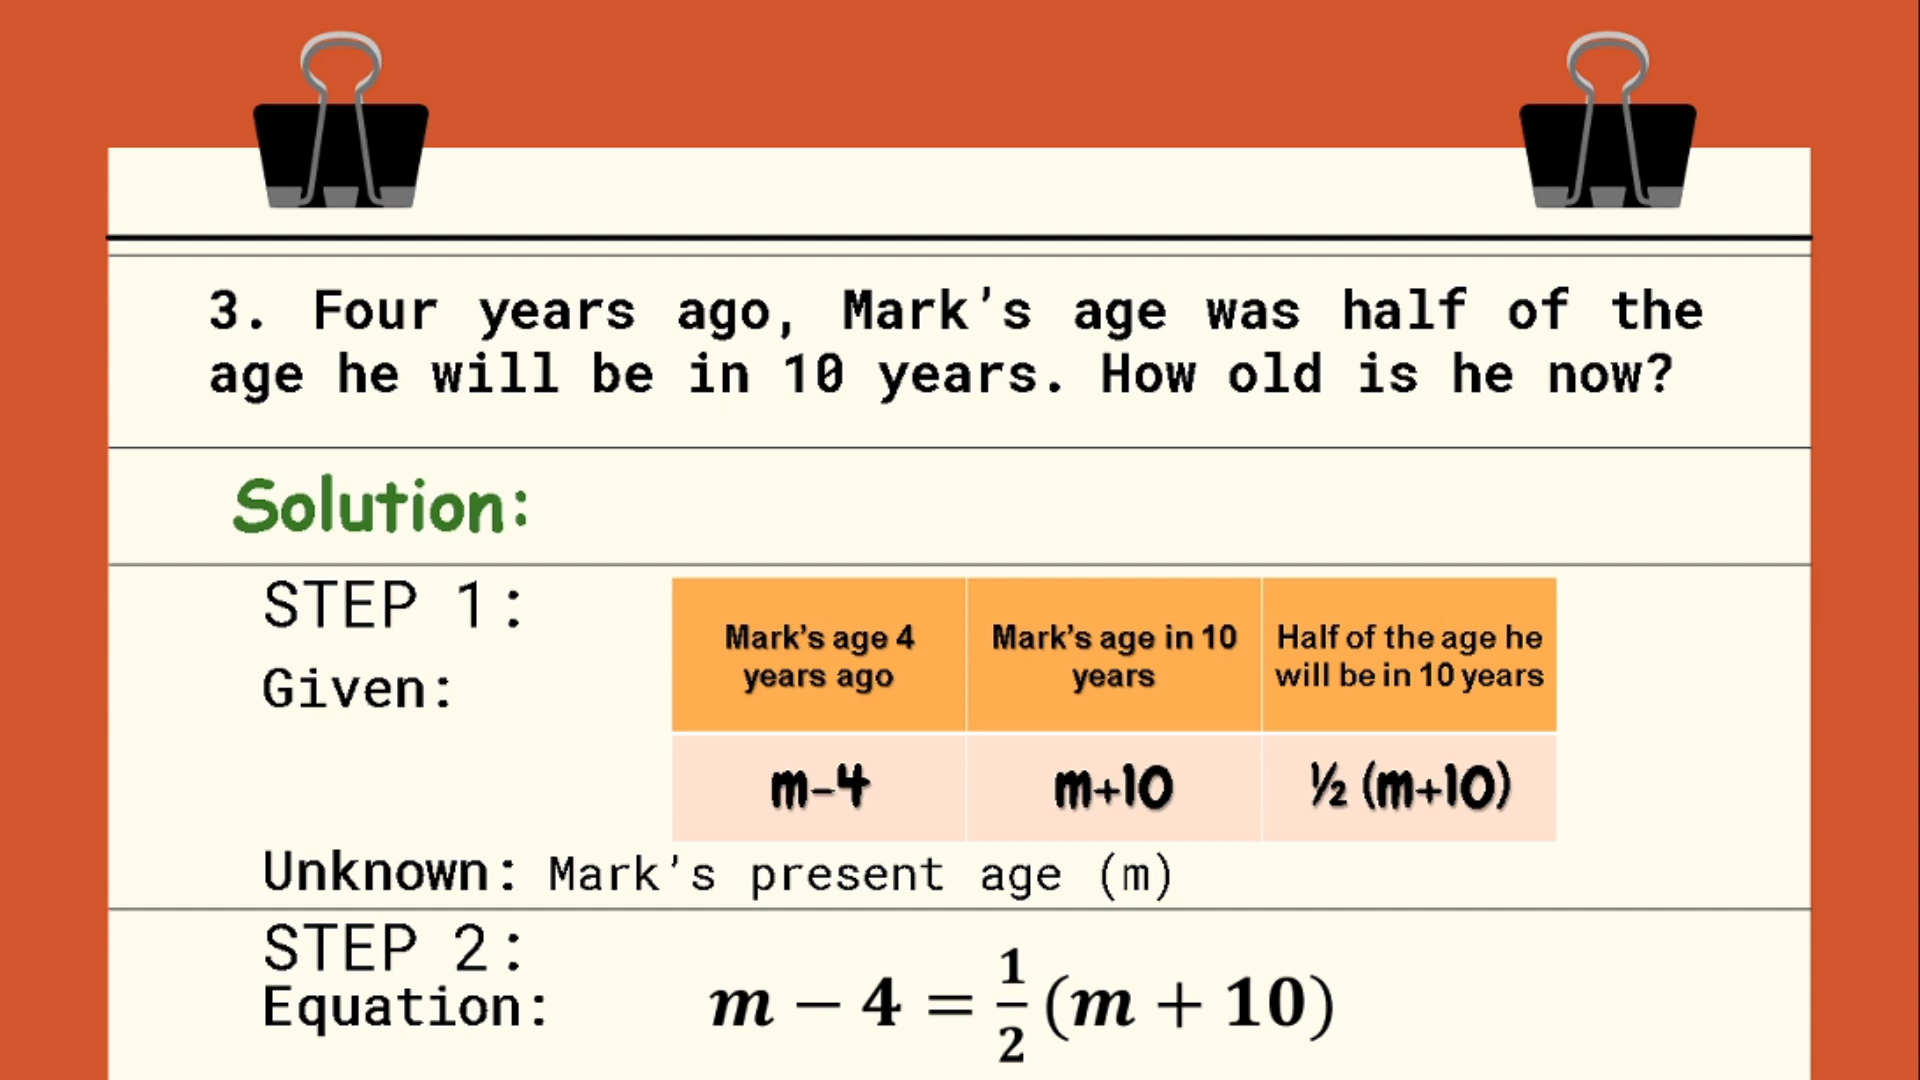 3. Four years ago, Mark’s age was half of the
age he will be in 10 years. How old is he now?
Solution:
STEP 1:
Given:
Mark’s age 4
years ago
Mark’s age in 10
years
Half of the age he
will be in 10 years
m-4
m+10
½ (m+10)
Unknown: Mark’s present age (m)
STEP 2:
Equation: m − 4 = 1/2 (m + 10)